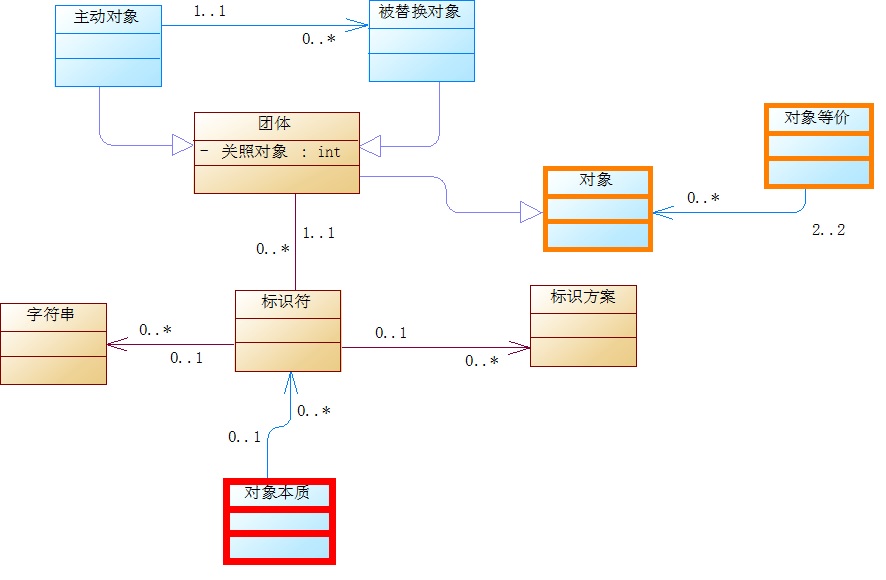 主动对象
1..1
0..*
被替换对象
团体
- 关照对象 : int
对象等价
对象
0..*
2..2
1..1
0..*
标识符
标识方案
字符串
0..*
0..1
0..1
0..*
0..*
0..1
对象本质